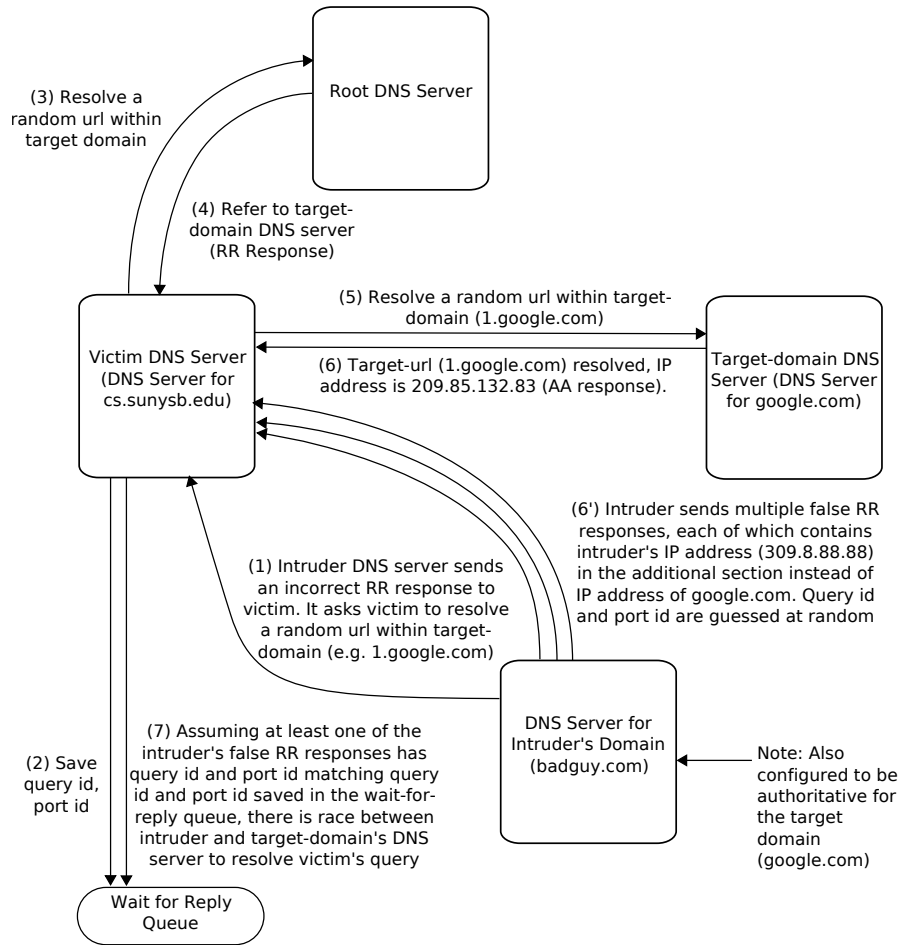 Root DNS Server
(3) Resolve a
random url within
target domain
(4) Refer to target-
domain DNS server
(RR Response)
(5) Resolve a random url within target-
domain (1.google.com)
Victim DNS Server
(DNS Server for
cs.sunysb.edu)
(6) Target-url (1.google.com) resolved, IP
address is 209.85.132.83 (AA response).
Target-domain DNS
Server (DNS Server
for google.com)
(6') Intruder sends multiple false RR
responses, each of which contains
intruder's IP address (309.8.88.88)
in the additional section instead of
IP address of google.com. Query id
and port id are guessed at random
(1) Intruder DNS server sends
an incorrect RR response to
victim. It asks victim to resolve
a random url within target-
domain (e.g. 1.google.com)
(2) Save
query id,
port id
(7) Assuming at least one of the
intruder's false RR responses has
query id and port id matching query
id and port id saved in the wait-for-
reply queue, there is race between
intruder and target-domain's DNS
server to resolve victim's query
DNS Server for
Intruder's Domain
(badguy.com)
Note: Also
configured to be
authoritative for
the target
domain
(google.com)
Wait for Reply
Queue